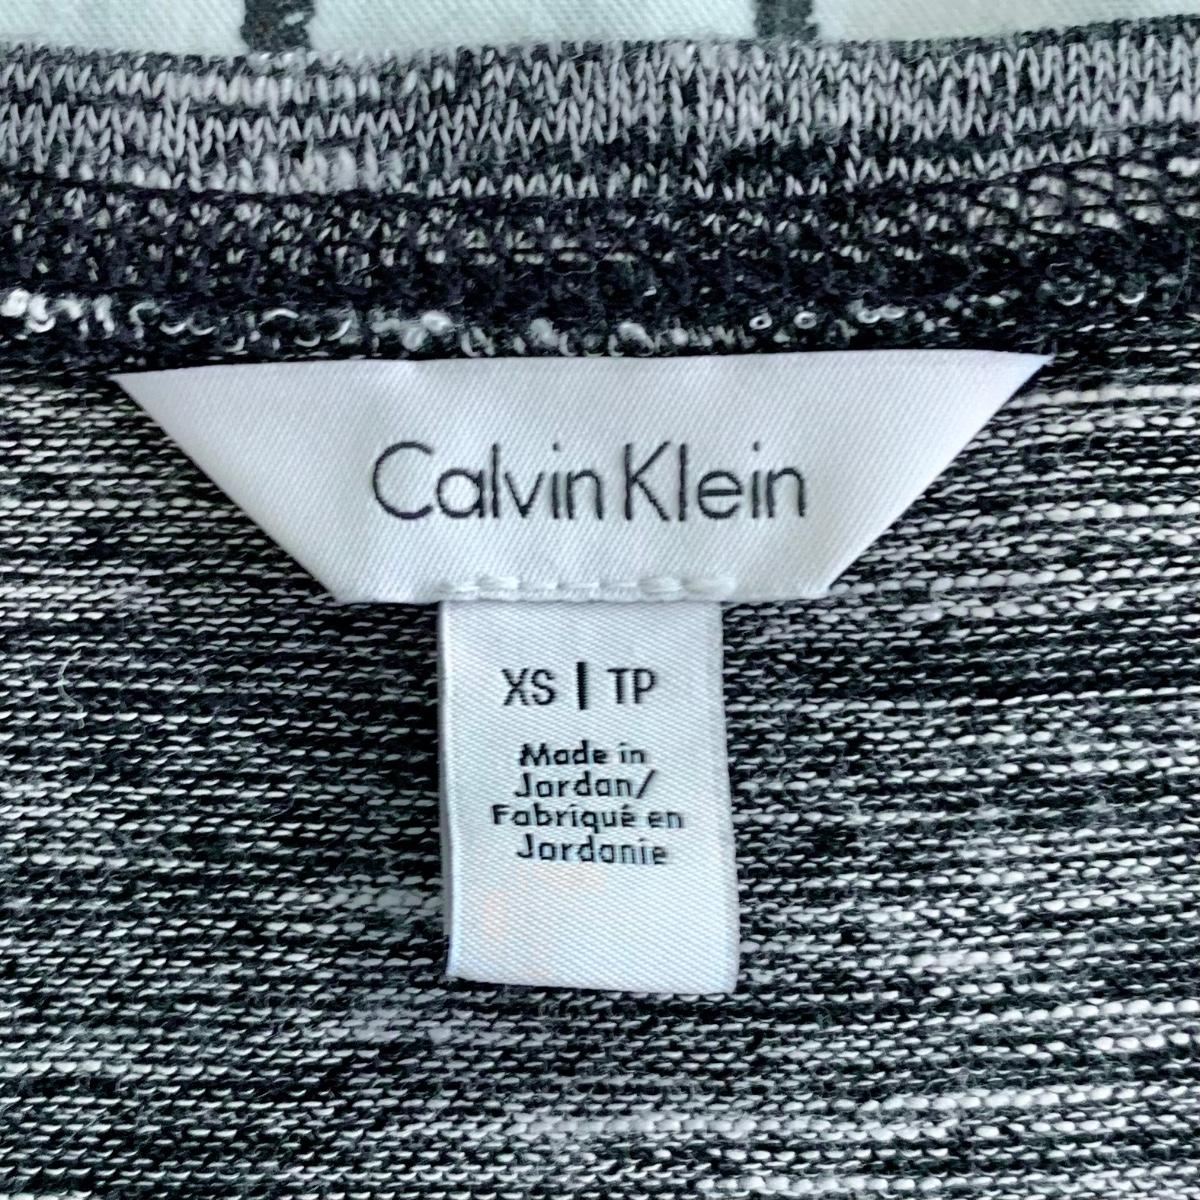 Calvin Klein
XS | TP
Made in
Jordan/
Fabriqué en
Jordanie